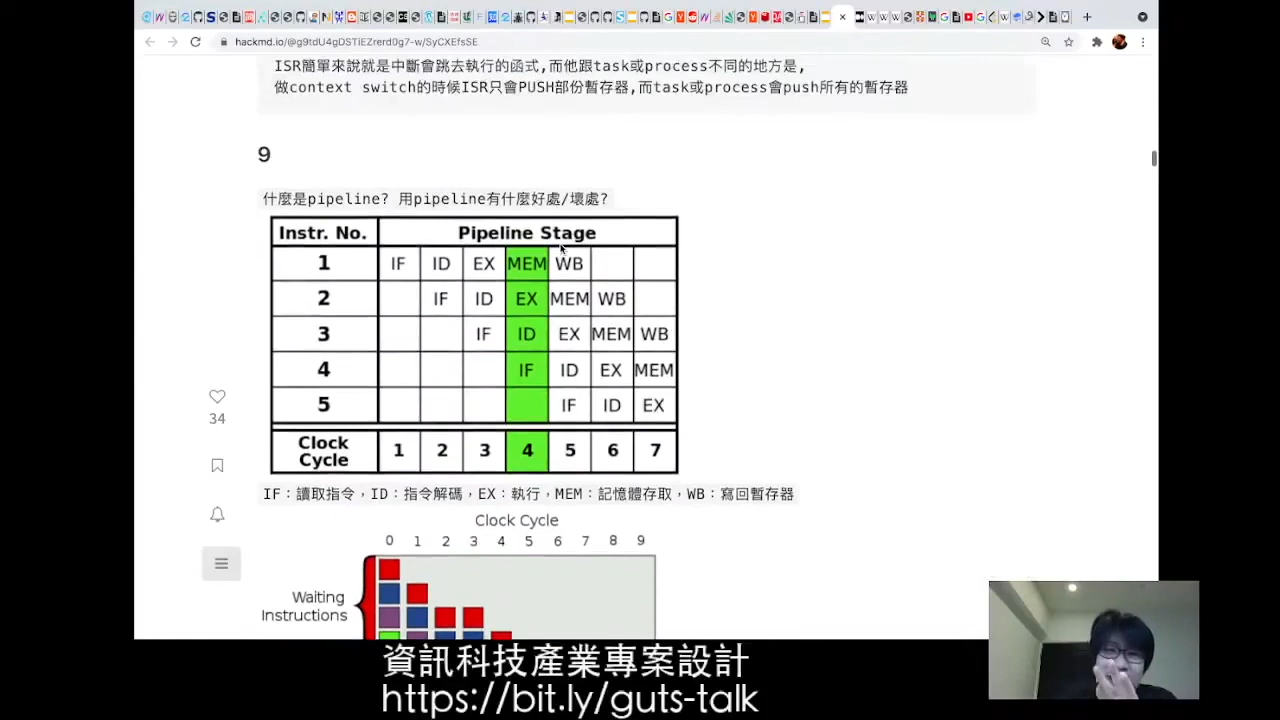 hackmd.io/@g9tdU4gDSTiEZrerd0g7-w/SyCXEfsSE
ISR簡單來說就是中斷會跳去執行的函式,而他跟task或process不同的地方是,
做context switch的時候ISR只會PUSH部份暫存器,而task或process會push所有的暫存器
9
什麼是pipeline? 用pipeline有什麼好處/壞處?
Instr. No. Pipeline Stage
1 IF ID EX MEM WB
2 IF ID EX MEM WB
3 IF ID EX MEM WB
4 IF ID EX MEM
5 IF ID EX
Clock Cycle 1 2 3 4 5 6 7
34
IF：讀取指令，ID：指令解碼，EX：執行，MEM：記憶體存取，WB：寫回暫存器
Clock Cycle
0 1 2 3 4 5 6 7 8 9
Waiting
Instructions
資訊科技產業專案設計
https://bit.ly/guts-talk